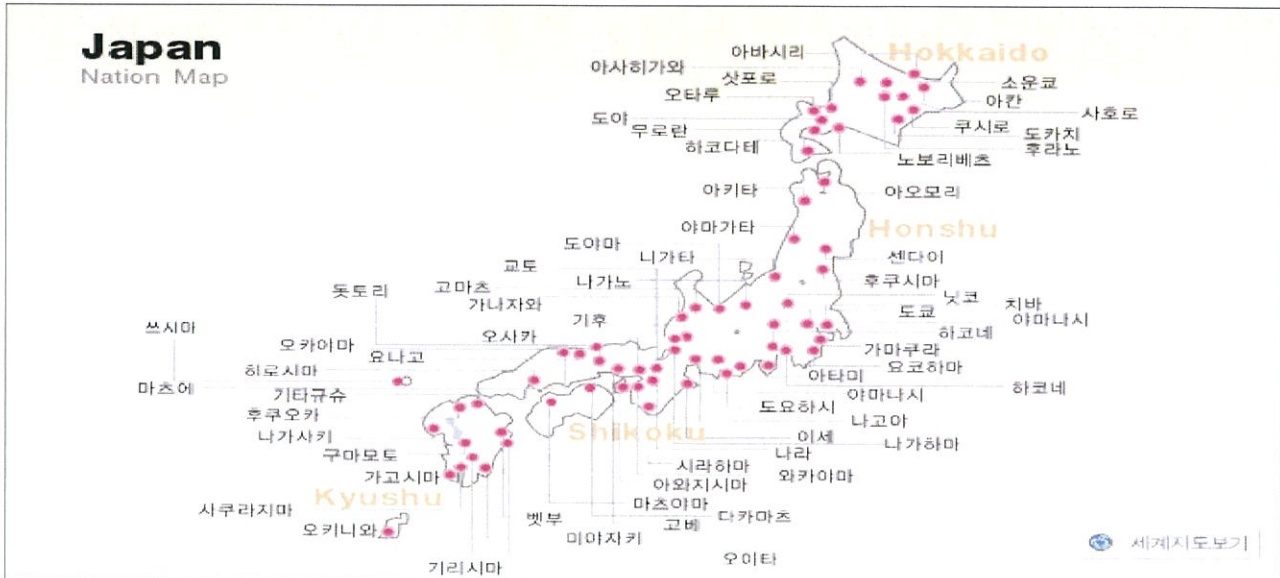 Japan
Nation Map
Hokkaido
아바시리
아사히가와
삿포로
소운쿄
오타루
아칸
사호로
도야
무로란
쿠시로
도카치
하코다테
후라노
노보리베츠
아키타
아오모리
야마가타
Honshu
도야마
니가타
센다이
교토
나가노
후쿠시마
돗토리
고마츠
닛코
치바
가나자와
도쿄
야마나시
쓰시마
기후
오시카
하코네
오카야마
요나고
가마쿠라
히로시마
요코하마
아타미
마츠에
기타규슈
야마나시
하코네
후쿠오카
도요하시
나고야
나가사키
Shikoku
이세
나가하마
구마모토
나라
시라하마
가고시마
아와지시마
와카야마
Kyushu
마츠야마
사쿠라지마
벳부
고베
다카마츠
오키니와
미야자키
오이타
기리시마
세계지도보기